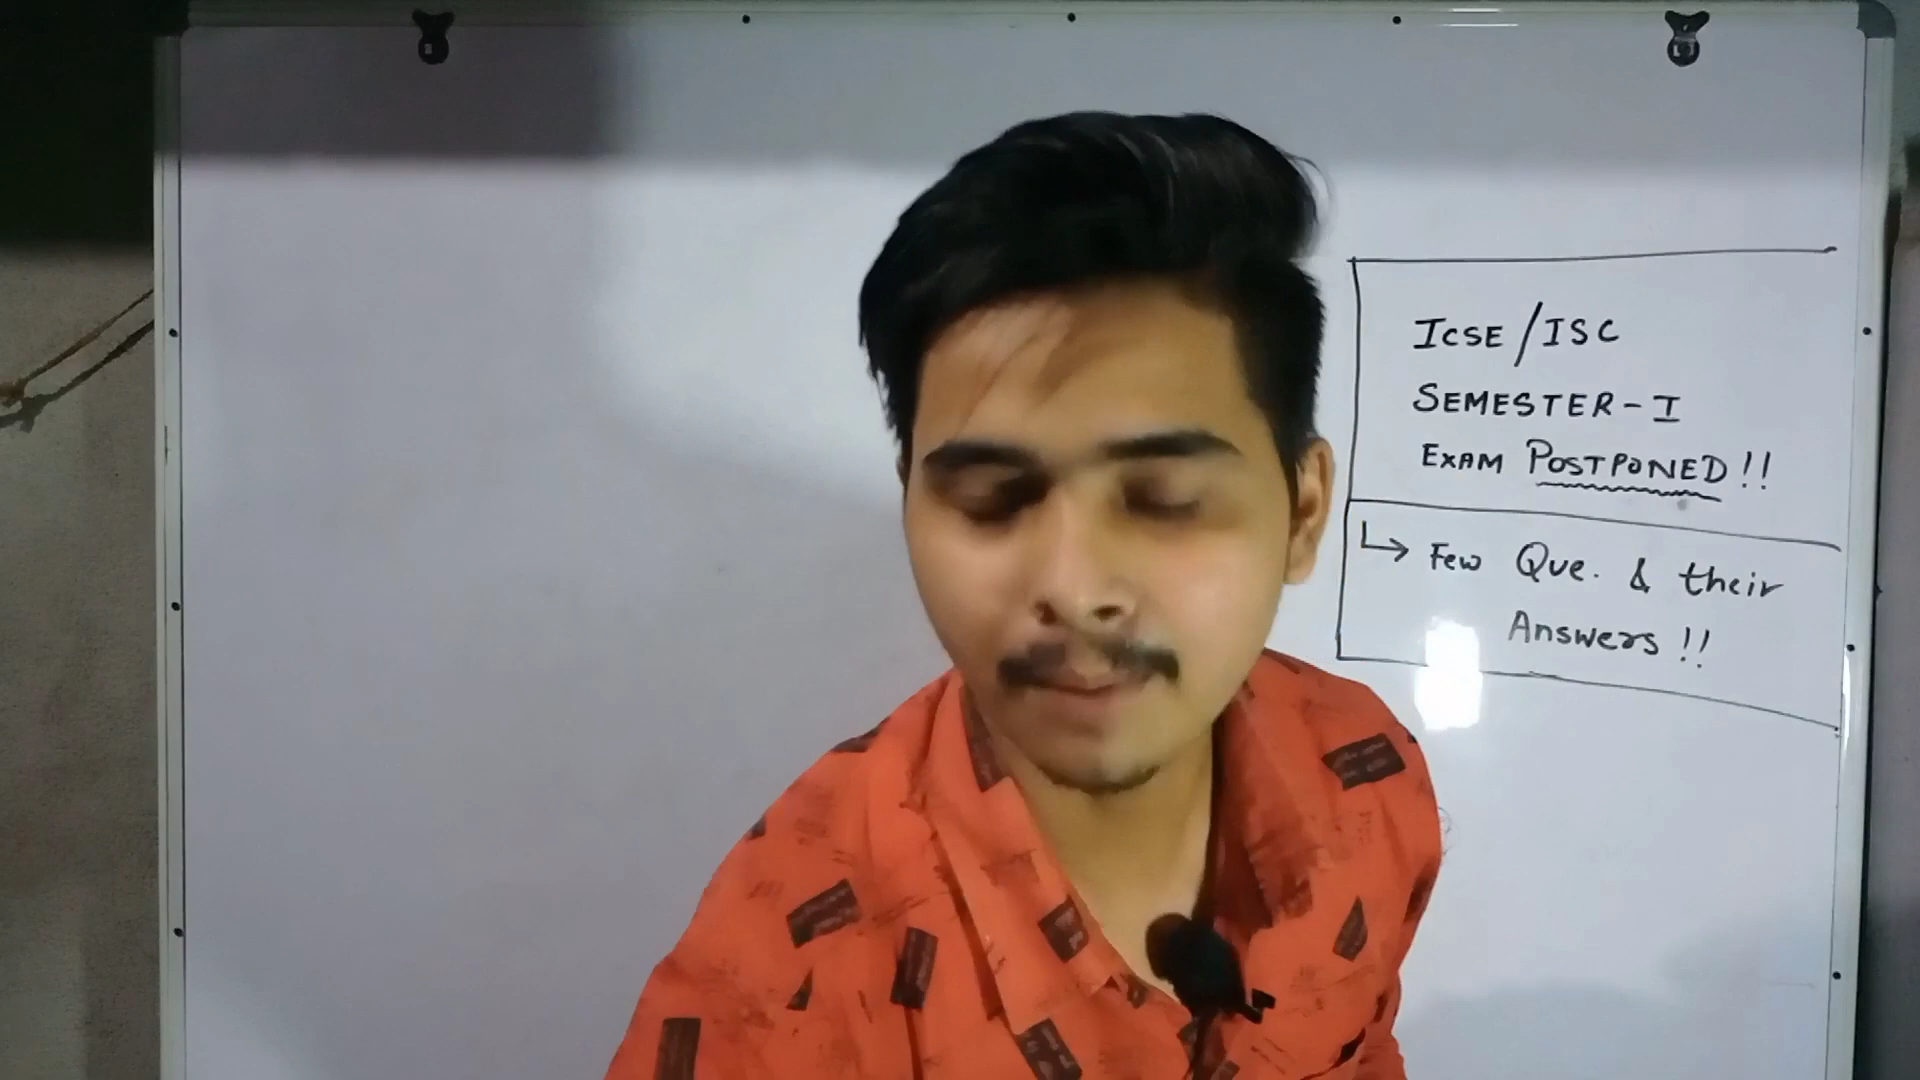 ICSE/ISC
SEMESTER-I
EXAM POSTPONED!!
↳ Few Que. & their
Answers!!